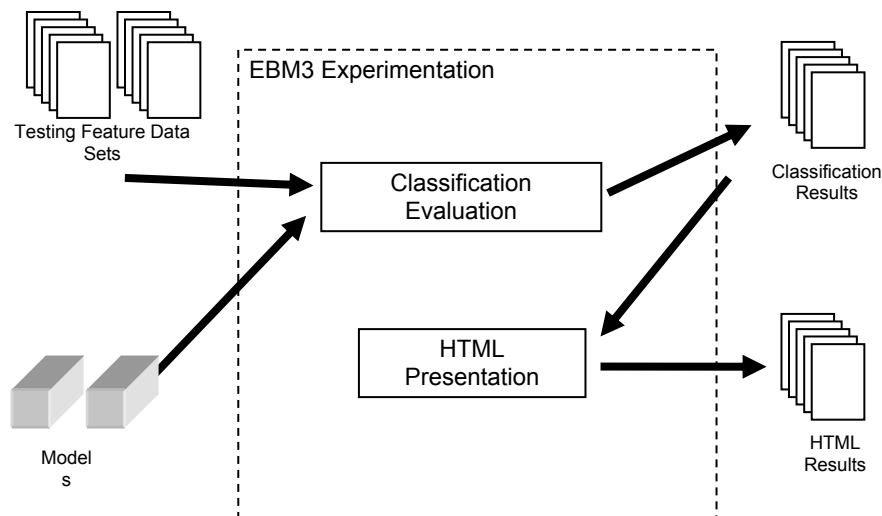 EBM3 Experimentation
Testing Feature Data
Sets
Classification
Evaluation
Classification
Results
HTML
Presentation
Model
s
HTML
Results